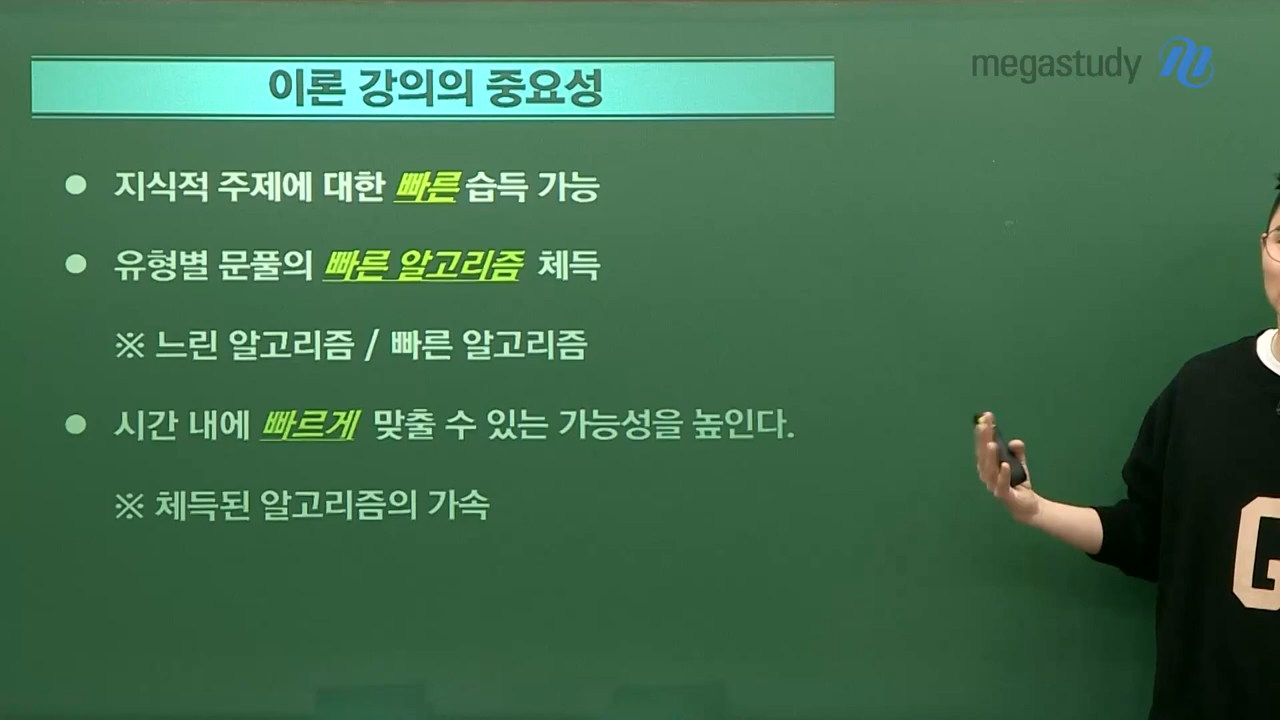 이론 강의의 중요성
megastudy
● 지식적 주제에 대한 빠른 습득 가능
● 유형별 문풀의 빠른 알고리즘 체득
※ 느린 알고리즘 / 빠른 알고리즘
● 시간 내에 빠르게 맞출 수 있는 가능성을 높인다.
※ 체득된 알고리즘의 가속
G